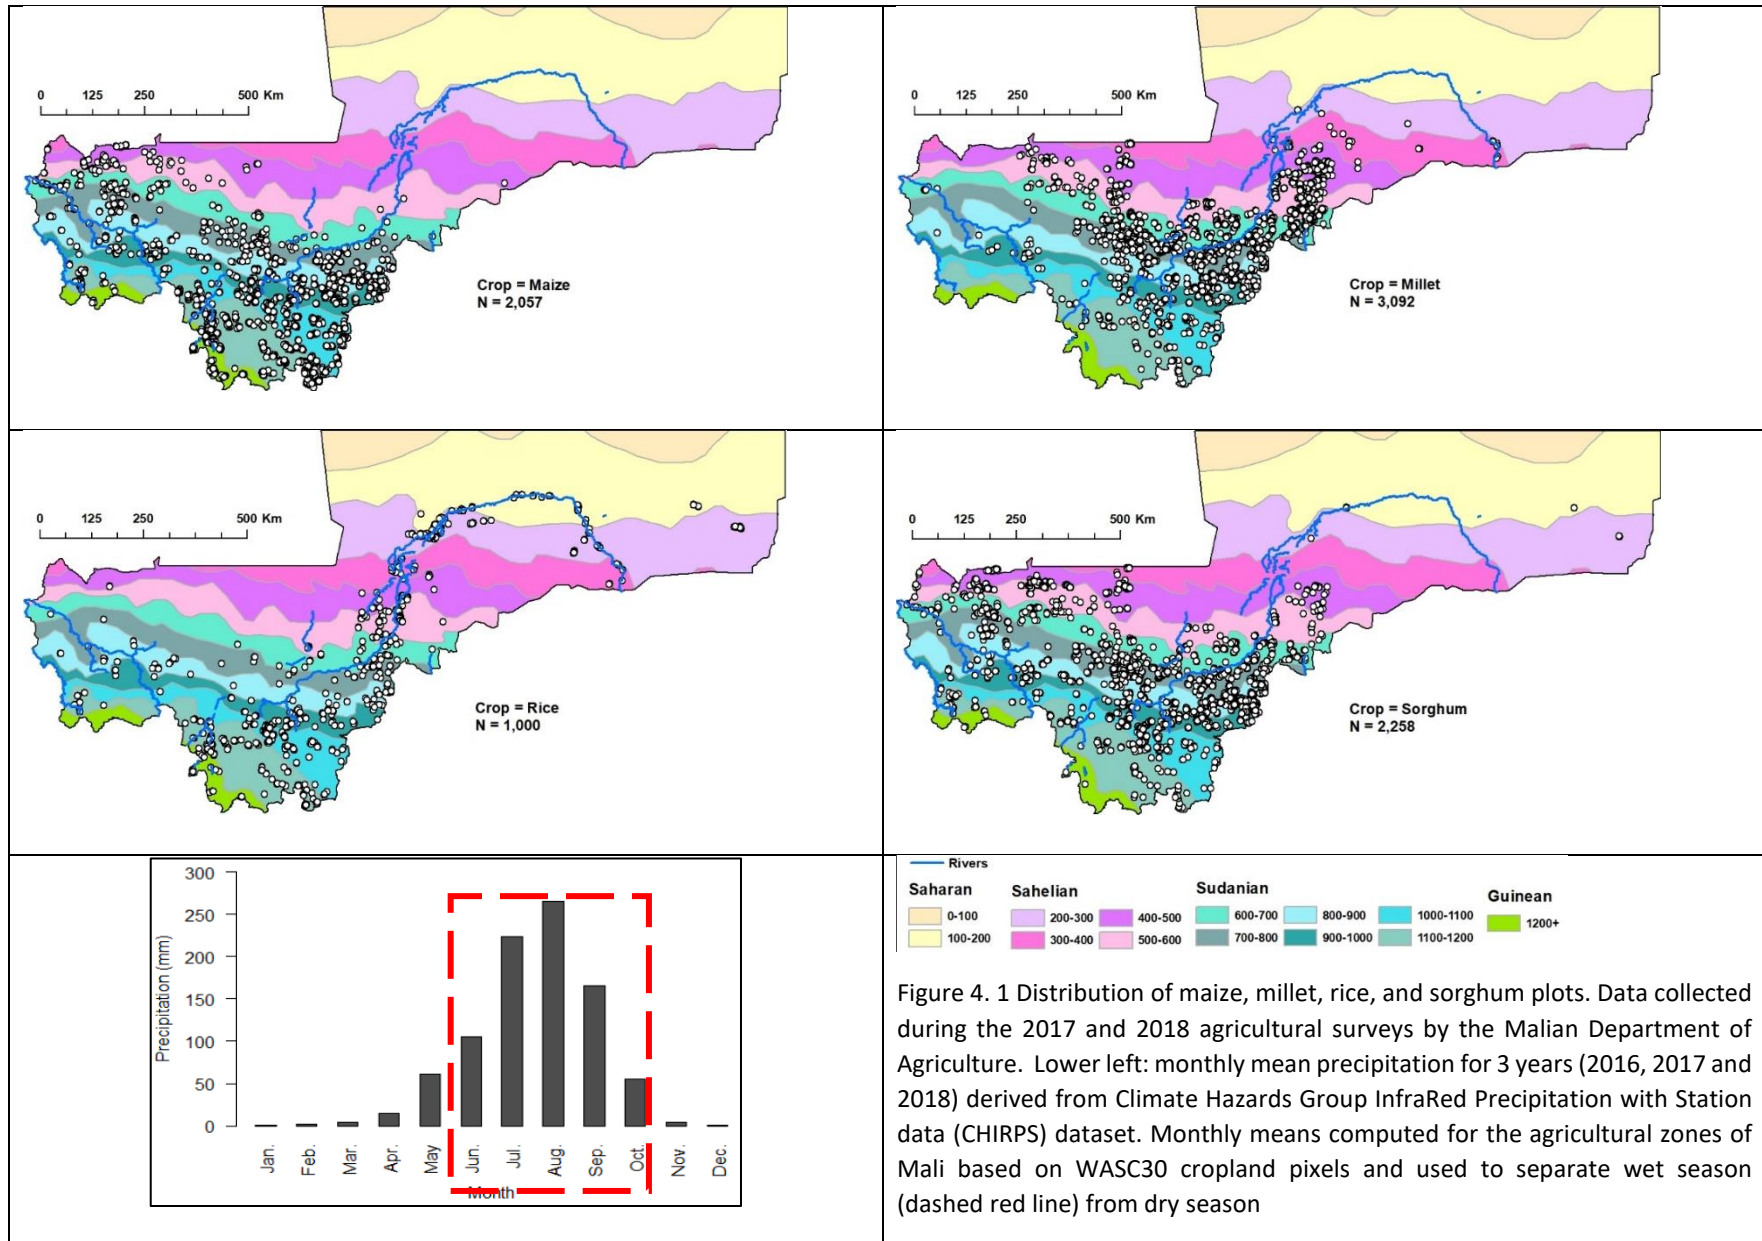 0 125 250 500 Km
Crop = Maize
N = 2,057
0 125 250 500 Km
Crop = Millet
N = 3,092
0 125 250 500 Km
Crop = Rice
N = 1,000
0 125 250 500 Km
Crop = Sorghum
N = 2,258
300
250
200
150
100
50
0
Precipitation (mm)
Jan. Feb. Mar. Apr. May Jun. Jul. Aug. Sep. Oct. Nov. Dec.
Month
Rivers
Saharan Sahelian Sudanian Guinean
0-100 200-300 400-500 600-700 800-900 1000-1100 1200+
100-200 300-400 500-600 700-800 900-1000 1100-1200
Figure 4. 1 Distribution of maize, millet, rice, and sorghum plots. Data collected
during the 2017 and 2018 agricultural surveys by the Malian Department of
Agriculture. Lower left: monthly mean precipitation for 3 years (2016, 2017 and
2018) derived from Climate Hazards Group InfraRed Precipitation with Station
data (CHIRPS) dataset. Monthly means computed for the agricultural zones of
Mali based on WASC30 cropland pixels and used to separate wet season
(dashed red line) from dry season